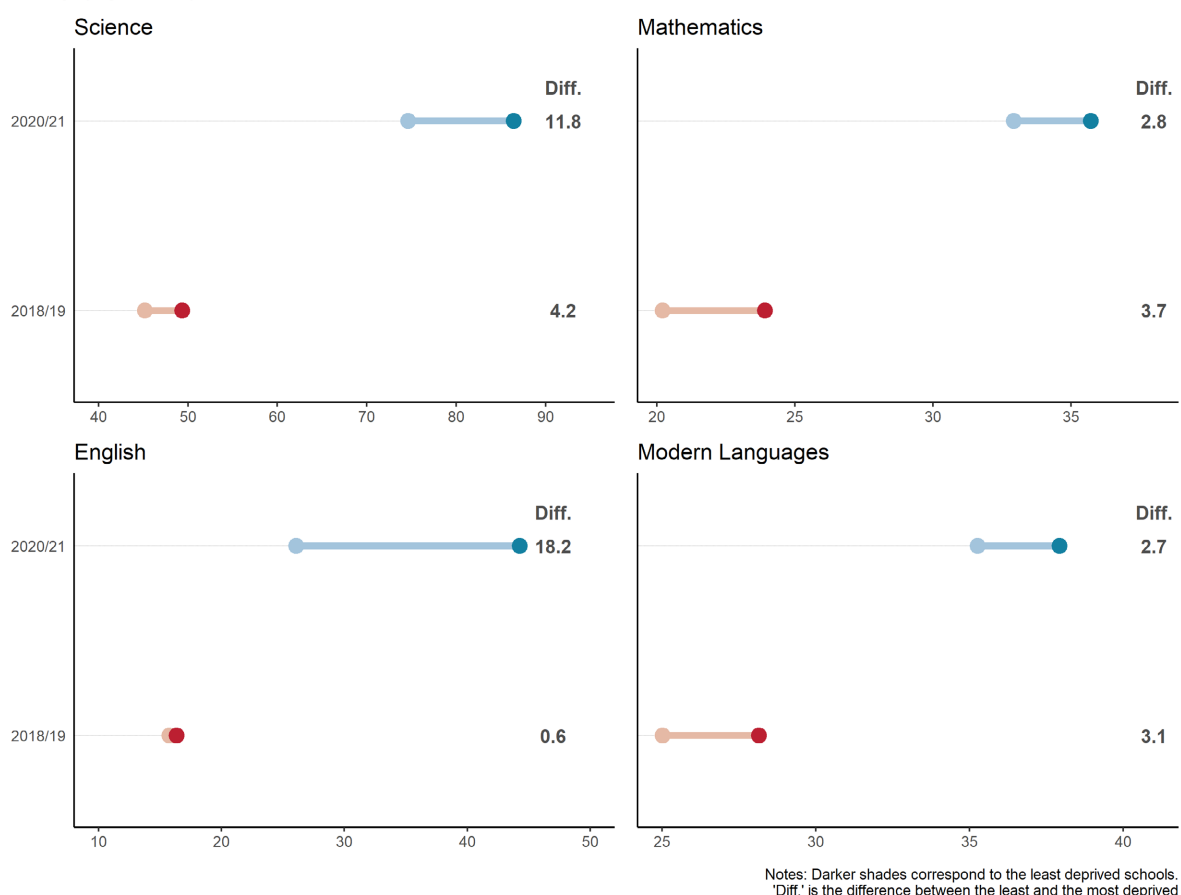 Science
Diff.
2020/21
11.8
2018/19
4.2
40 50 60 70 80 90
Mathematics
Diff.
2.8
3.7
20 25 30 35
English
Diff.
2020/21
18.2
2018/19
0.6
10 20 30 40 50
Modern Languages
Diff.
2.7
3.1
25 30 35 40
Notes: Darker shades correspond to the least deprived schools.
'Diff.' is the difference between the least and the most deprived